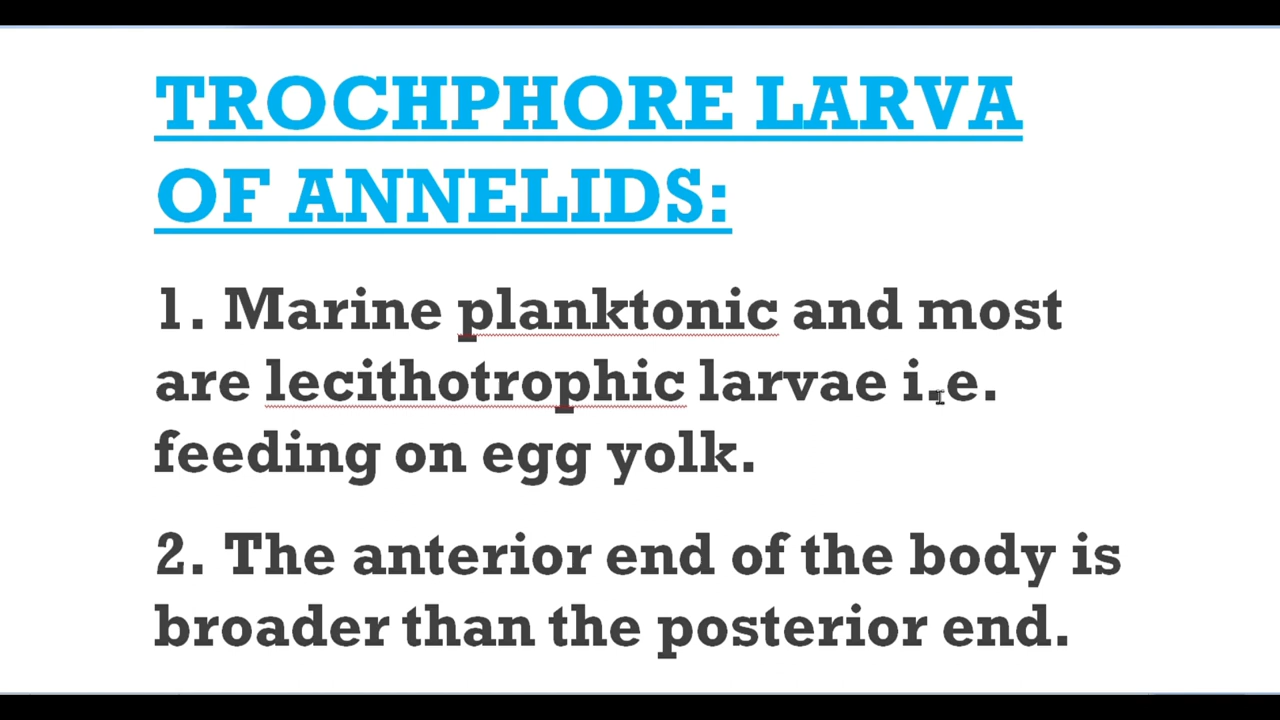 TROCHPHORE LARVA
OF ANNELIDS:
1. Marine planktonic and most
are lecithotrophic larvae i.e.
feeding on egg yolk.
2. The anterior end of the body is
broader than the posterior end.